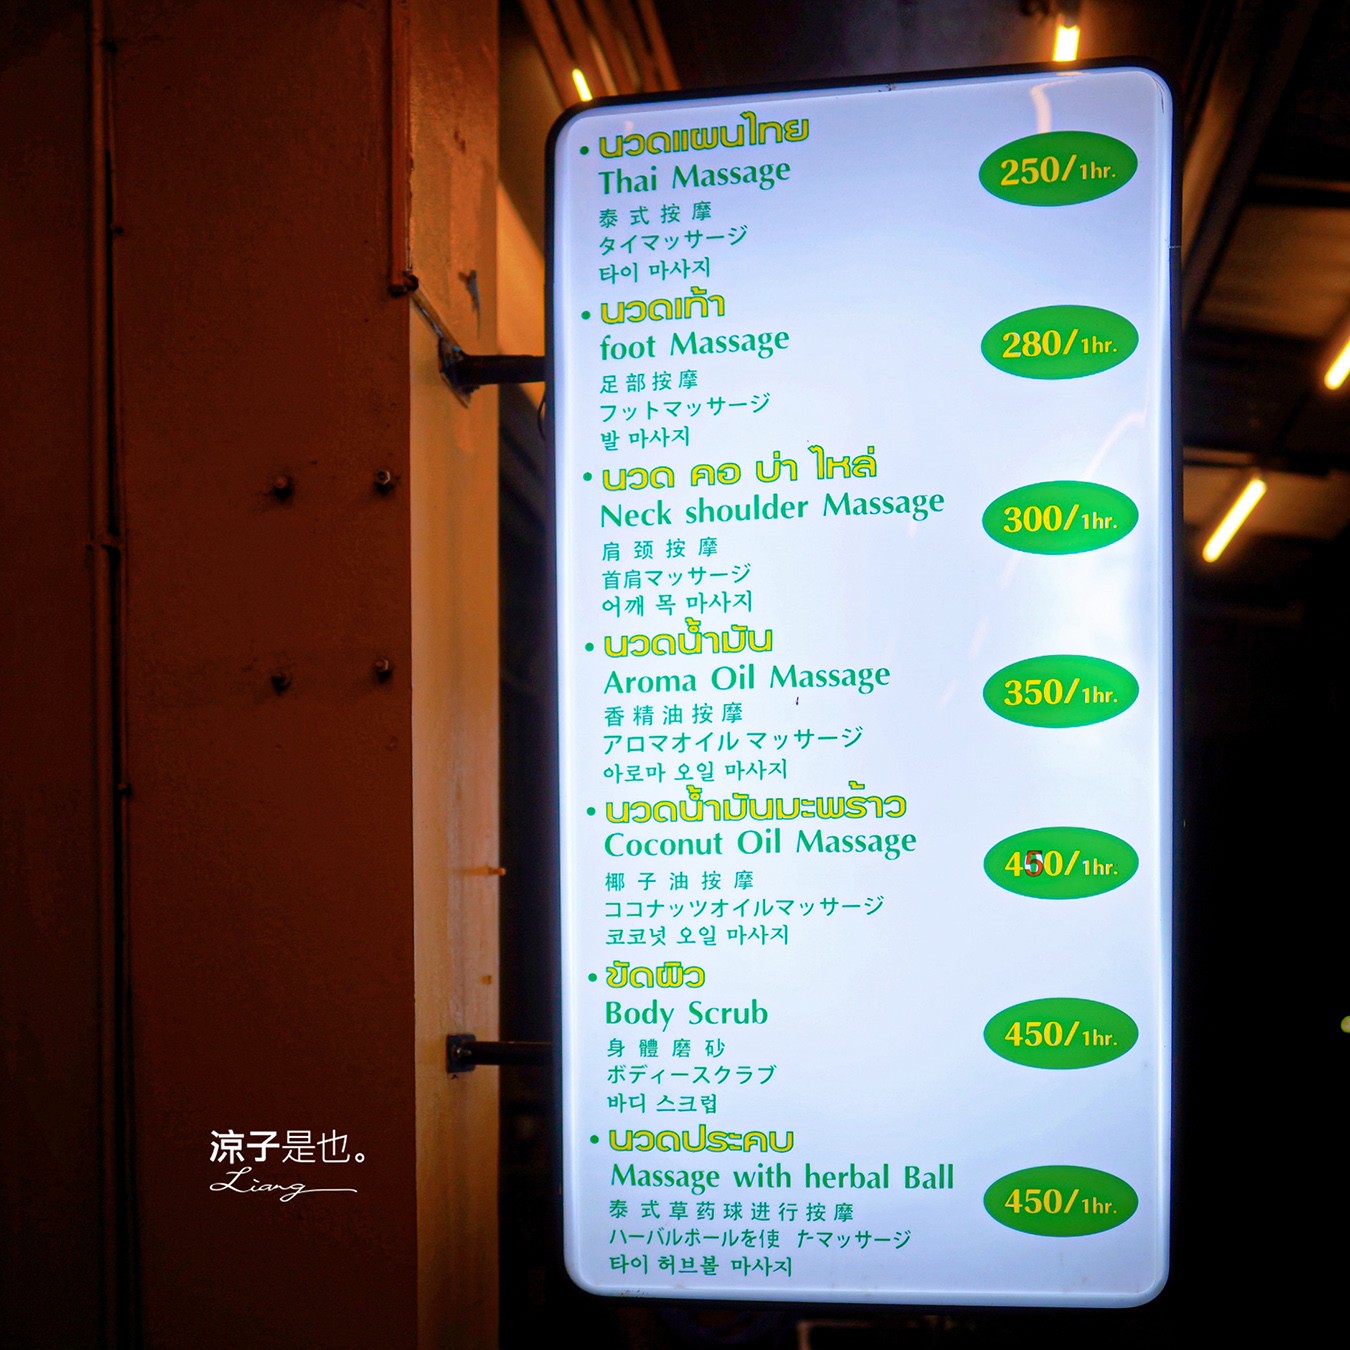 • นวดแผนไทย
Thai Massage
250/1hr.
泰式按摩
タイマッサージ
타이 마사지
• นวดเท้า
foot Massage
280/1hr.
足部按摩
フットマッサージ
발 마사지
• นวด คอ บ่า ไหล่
Neck shoulder Massage
300/1hr.
肩颈按摩
首肩マッサージ
어깨 목 마사지
• นวดน้ำมัน
Aroma Oil Massage
350/1hr.
香精油按摩
アロマオイルマッサージ
아로마 오일 마사지
• นวดน้ำมันมะพร้าว
Coconut Oil Massage
450/1hr.
椰子油按摩
ココナッツオイルマッサージ
코코넛 오일 마사지
• ขัดผิว
Body Scrub
450/1hr.
身體磨砂
ボディースクラブ
바디 스크럽
• นวดประคบ
Massage with herbal Ball
450/1hr.
泰式草药球进行按摩
ハーバルボールを使 たマッサージ
타이 허브볼 마사지
涼子是也。
Liang